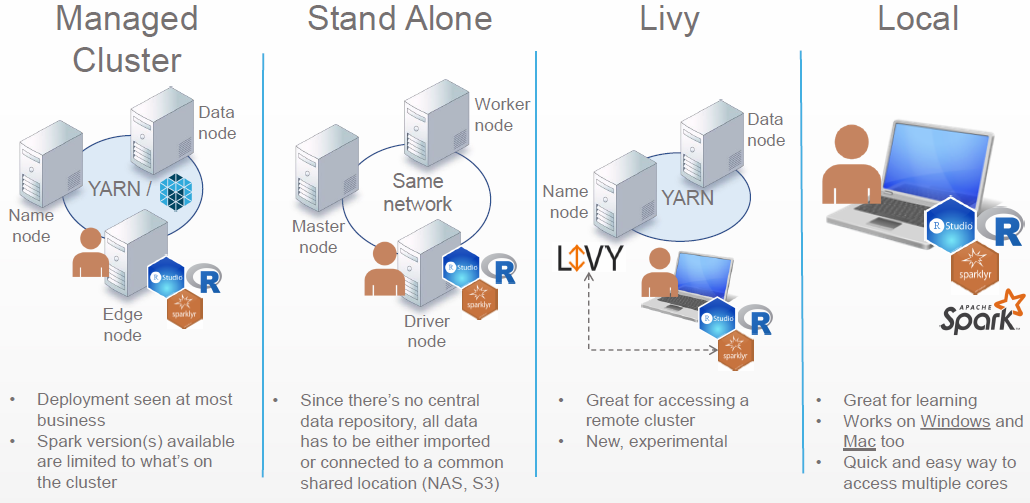 Managed
Cluster
Data
node
YARN /
Name
node
R Studio
R
sparklyr
Edge
node
• Deployment seen at most
business
• Spark version(s) available
are limited to what's on
the cluster
Stand Alone
Worker
node
Same
network
Master
node
R Studio
R
sparklyr
Driver
node
• Since there's no central
data repository, all data
has to be either imported
or connected to a common
shared location (NAS, S3)
Livy
Data
node
Name
node
YARN
LIVY
R Studio
R
sparklyr
• Great for accessing a
remote cluster
• New, experimental
Local
R Studio
R
sparklyr
APACHE
Spark
• Great for learning
• Works on Windows and
Mac too
• Quick and easy way to
access multiple cores